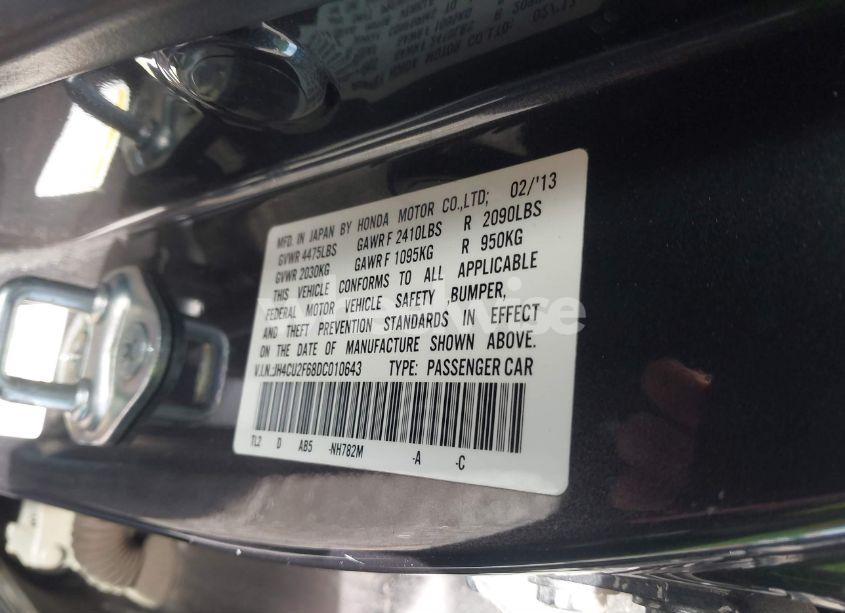 MFD. IN JAPAN BY HONDA MOTOR CO.,LTD; 02/'13
GVWR 4475LBS GAWR F 2410LBS R 2090LBS
GVWR 2030KG GAWR F 1095KG R 950KG
THIS VEHICLE CONFORMS TO ALL APPLICABLE
FEDERAL MOTOR VEHICLE SAFETY, BUMPER,
AND THEFT PREVENTION STANDARDS IN EFFECT
ON THE DATE OF MANUFACTURE SHOWN ABOVE.
V.I.N.:JH4CU2F68DC010643 TYPE: PASSENGER CAR
TL2 D AB5 -NH782M -A -C